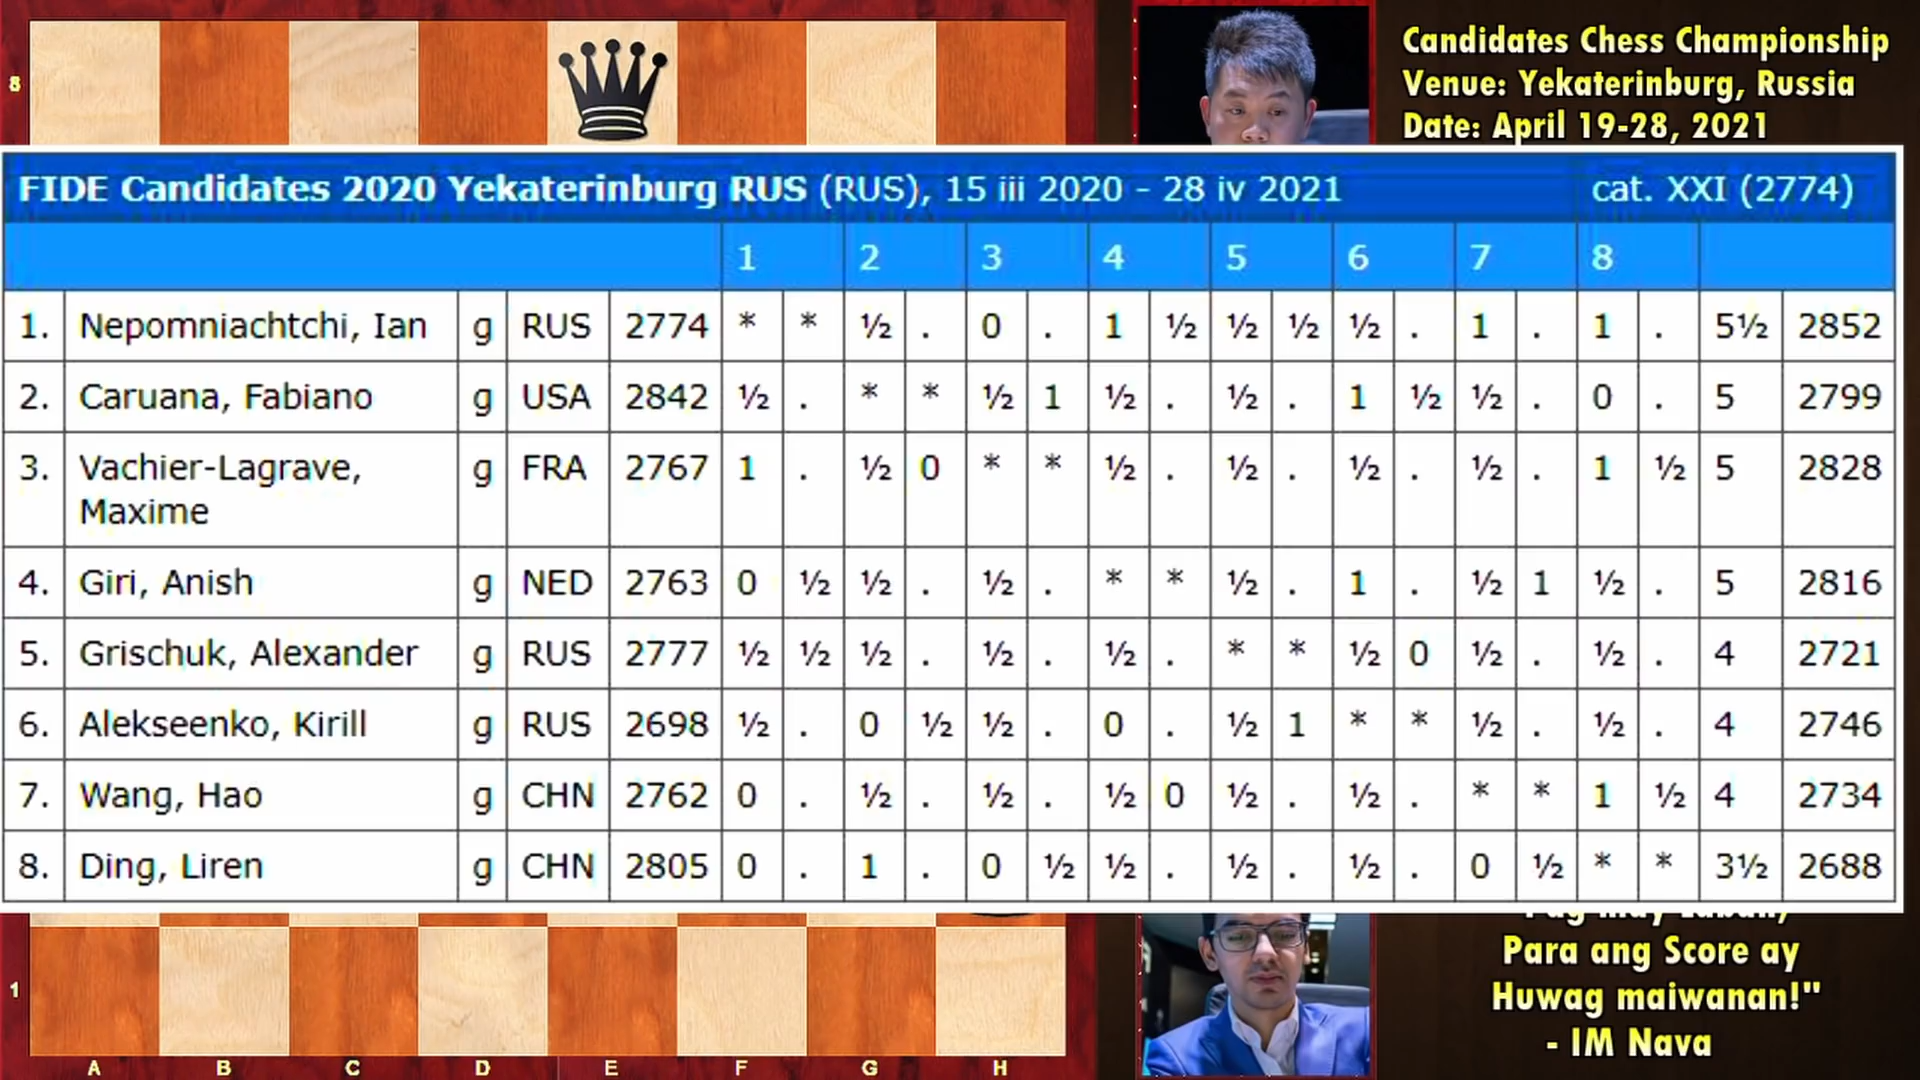 8
Candidates Chess Championship
Venue: Yekaterinburg, Russia
Date: April 19-28, 2021
FIDE Candidates 2020 Yekaterinburg RUS (RUS), 15 iii 2020 - 28 iv 2021 cat. XXI (2774)
1 2 3 4 5 6 7 8
1. Nepomniachtchi, Ian g RUS 2774 * * ½ . 0 . 1 ½ ½ ½ ½ . 1 . 1 . 5½ 2852
2. Caruana, Fabiano g USA 2842 ½ . * * ½ 1 ½ . ½ . 1 ½ ½ . 0 . 5 2799
3. Vachier-Lagrave, g FRA 2767 1 . ½ 0 * * ½ . ½ . ½ . ½ . 1 ½ 5 2828
Maxime
4. Giri, Anish g NED 2763 0 ½ ½ . ½ . * * ½ . 1 . ½ 1 ½ . 5 2816
5. Grischuk, Alexander g RUS 2777 ½ ½ ½ . ½ . ½ . * * ½ 0 ½ . ½ . 4 2721
6. Alekseenko, Kirill g RUS 2698 ½ . 0 ½ ½ . 0 . ½ 1 * * ½ . ½ . 4 2746
7. Wang, Hao g CHN 2762 0 . ½ . ½ . ½ 0 ½ . ½ . * * 1 ½ 4 2734
8. Ding, Liren g CHN 2805 0 . 1 . 0 ½ ½ . ½ . ½ . 0 ½ * * 3½ 2688
Para ang Score ay
Huwag maiwanan!"
- IM Nava
1
A B C D E F G H